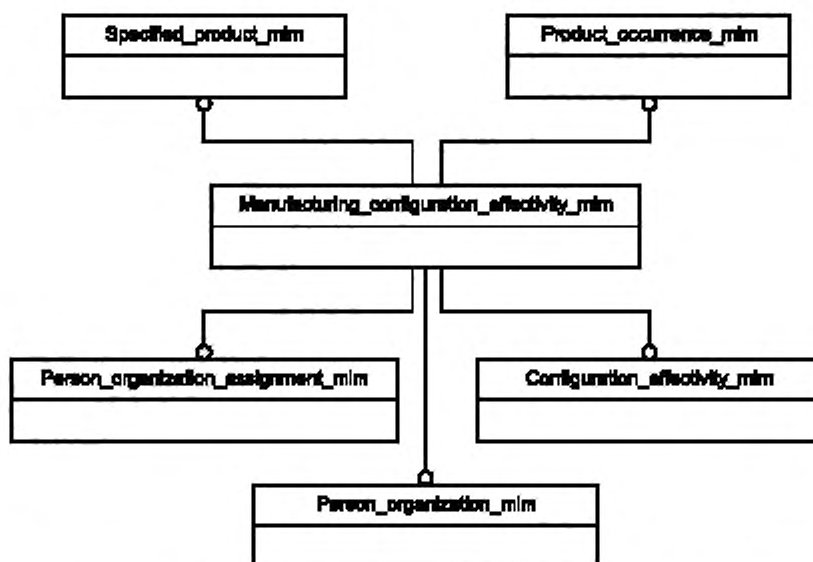 Specified_product_mim
Product_occurrence_mim
Manufacturing_configuration_effectivity_mim
Person_organization_assignment_mim
Configuration_effectivity_mim
Person_organization_mim